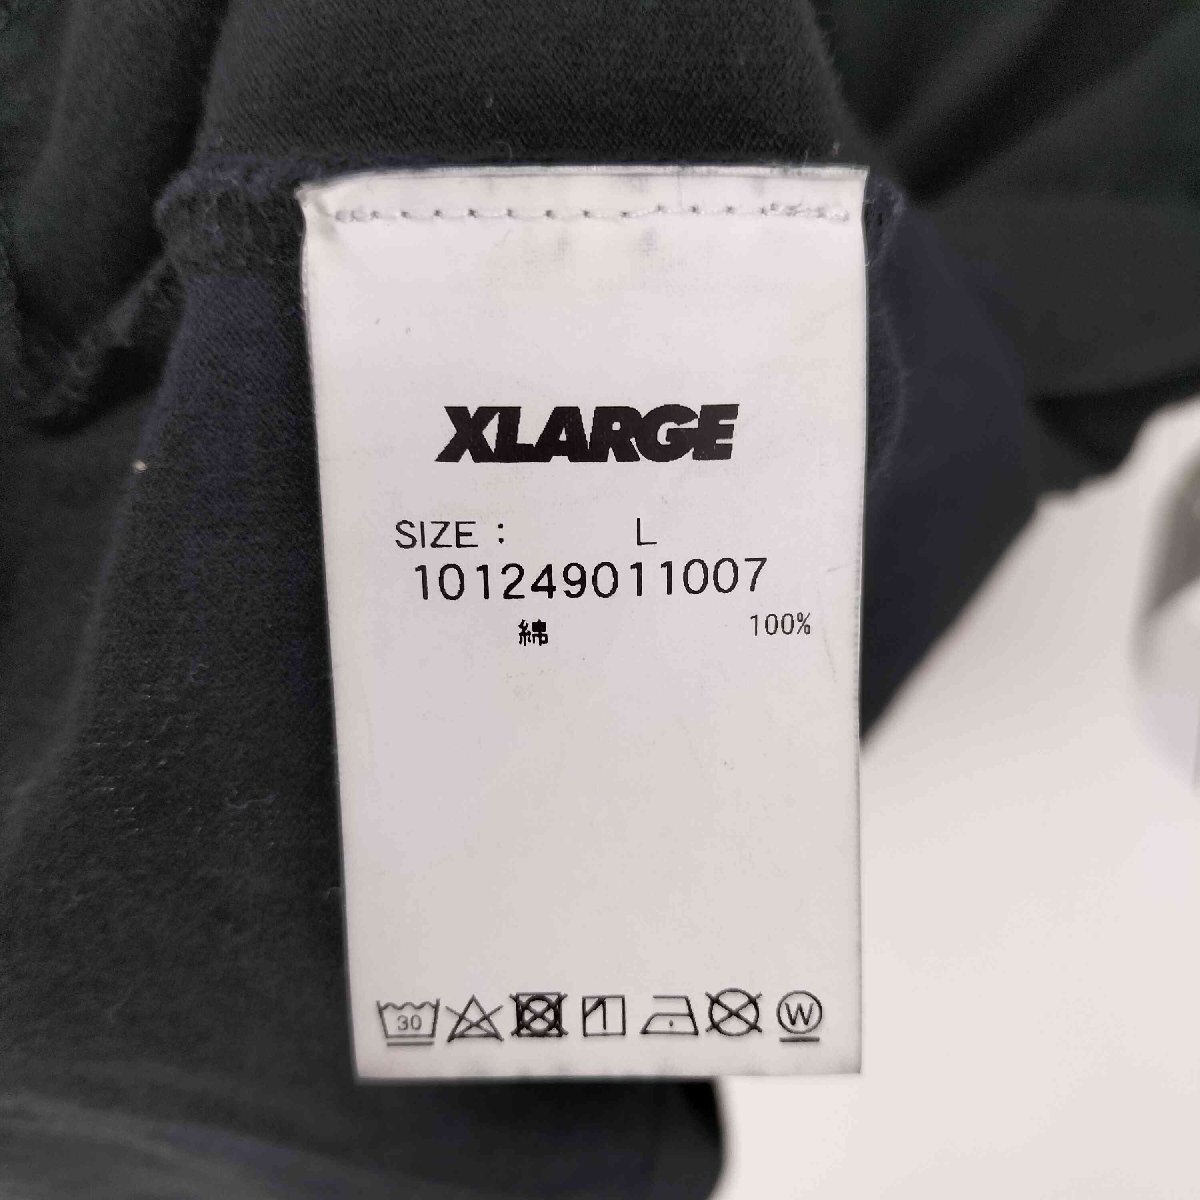 XLARGE
SIZE : L
101249011007
綿 100%
30 W